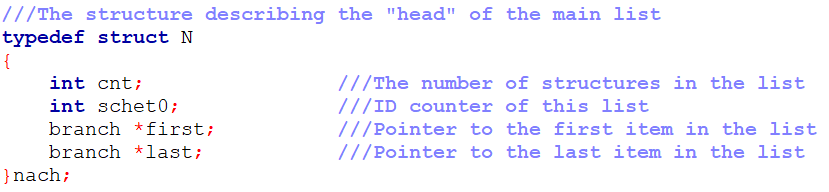 ///The structure describing the "head" of the main list
typedef struct N
{
    int cnt;                ///The number of structures in the list
    int schet0;             ///ID counter of this list
    branch *first;          ///Pointer to the first item in the list
    branch *last;           ///Pointer to the last item in the list
}nach;